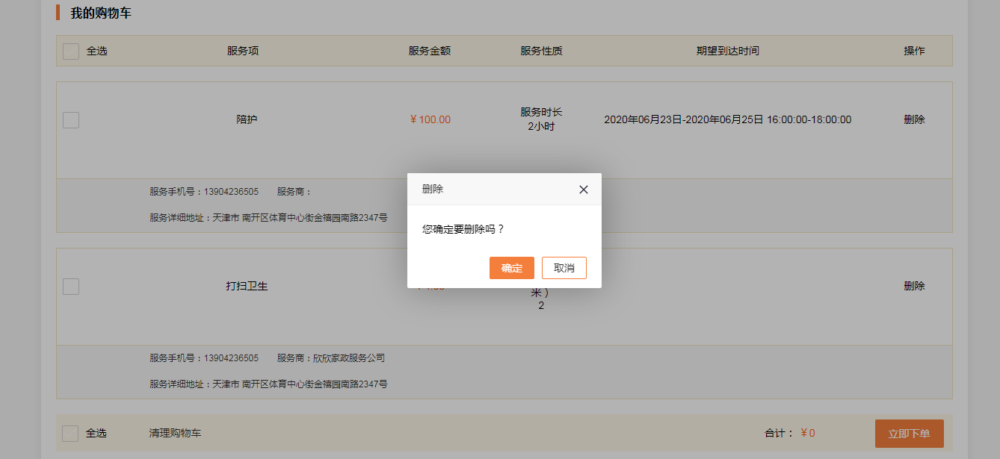 我的购物车
全选 服务项 服务金额 服务性质 期望到达时间 操作
陪护 ￥100.00 服务时长 2020年06月23日-2020年06月25日 16:00:00-18:00:00 删除
2小时
服务手机号：13904236505 服务商：
服务详细地址：天津市 南开区体育中心街金禧园南路2347号
删除
您确定要删除吗？
确定 取消
打扫卫生 删除
米）
2
服务手机号：13904236505 服务商：欣欣家政服务公司
服务详细地址：天津市 南开区体育中心街金禧园南路2347号
全选 清理购物车 合计： ￥0 立即下单